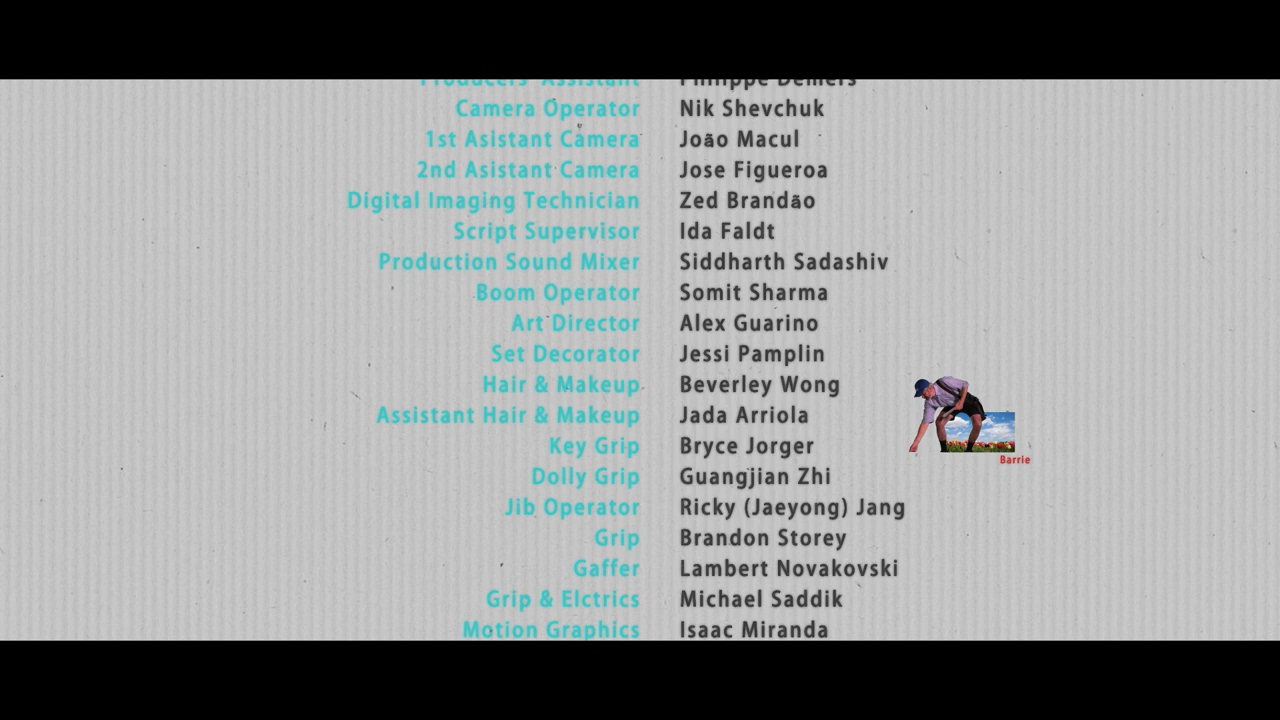 Producers' Assistant Philippe Demers
Camera Operator Nik Shevchuk
1st Asistant Camera João Macul
2nd Asistant Camera Jose Figueroa
Digital Imaging Technician Zed Brandão
Script Supervisor Ida Faldt
Production Sound Mixer Siddharth Sadashiv
Boom Operator Somit Sharma
Art Director Alex Guarino
Set Decorator Jessi Pamplin
Hair & Makeup Beverley Wong
Assistant Hair & Makeup Jada Arriola
Key Grip Bryce Jorger
Barrie
Dolly Grip Guangjian Zhi
Jib Operator Ricky (Jaeyong) Jang
Grip Brandon Storey
Gaffer Lambert Novakovski
Grip & Elctrics Michael Saddik
Motion Graphics Isaac Miranda